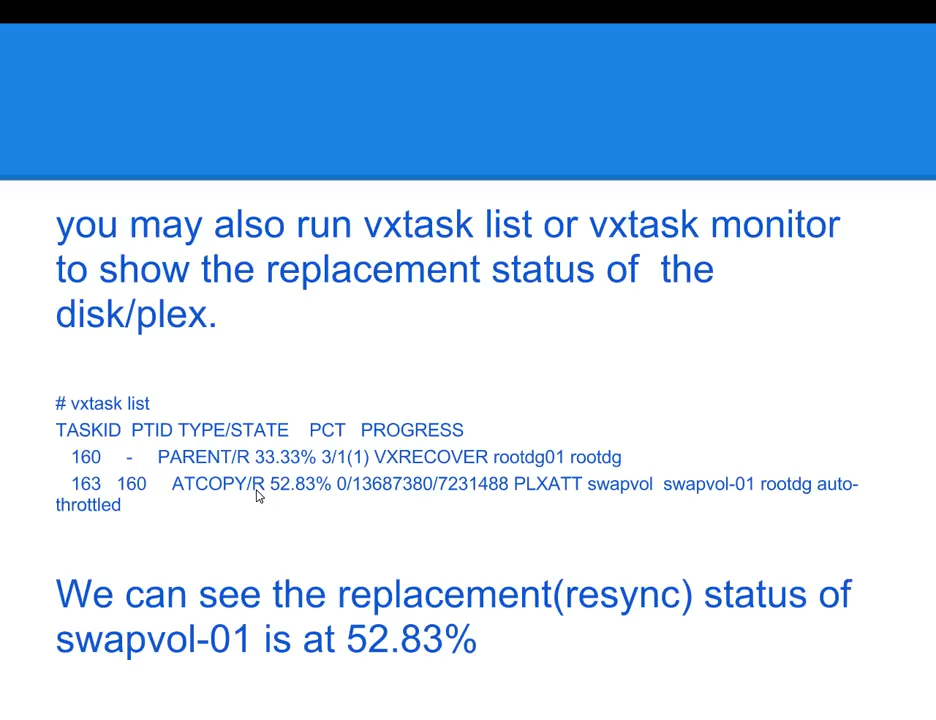 you may also run vxtask list or vxtask monitor
to show the replacement status of  the
disk/plex.
# vxtask list
TASKID  PTID TYPE/STATE    PCT   PROGRESS
160     -     PARENT/R 33.33% 3/1(1) VXRECOVER rootdg01 rootdg
163   160     ATCOPY/R 52.83% 0/13687380/7231488 PLXATT swapvol  swapvol-01 rootdg auto-
throttled
We can see the replacement(resync) status of
swapvol-01 is at 52.83%